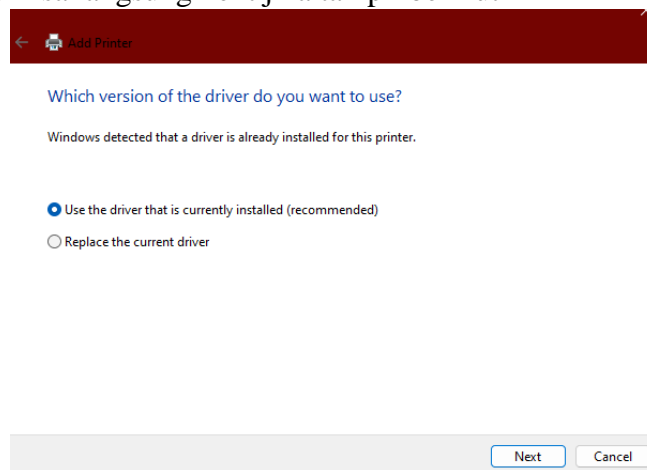 Add Printer
Which version of the driver do you want to use?
Windows detected that a driver is already installed for this printer.
Use the driver that is currently installed (recommended)
Replace the current driver
Next Cancel